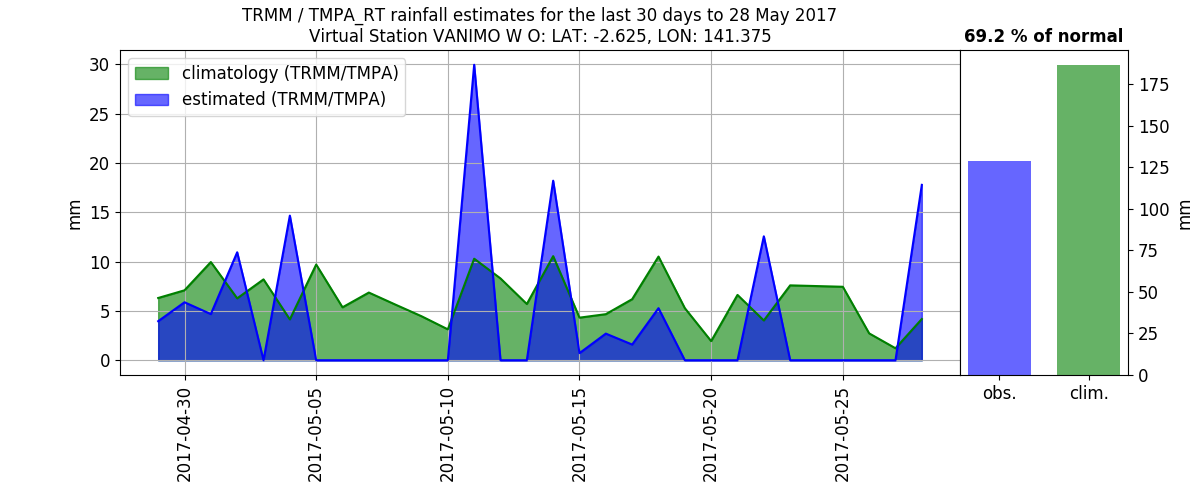 TRMM / TMPA_RT rainfall estimates for the last 30 days to 28 May 2017
Virtual Station VANIMO W O: LAT: -2.625, LON: 141.375
69.2 % of normal
climatology (TRMM/TMPA)
estimated (TRMM/TMPA)
30
25
20
15
10
5
0
mm
2017-04-30
2017-05-05
2017-05-10
2017-05-15
2017-05-20
2017-05-25
175
150
125
100
75
50
25
0
mm
obs.
clim.